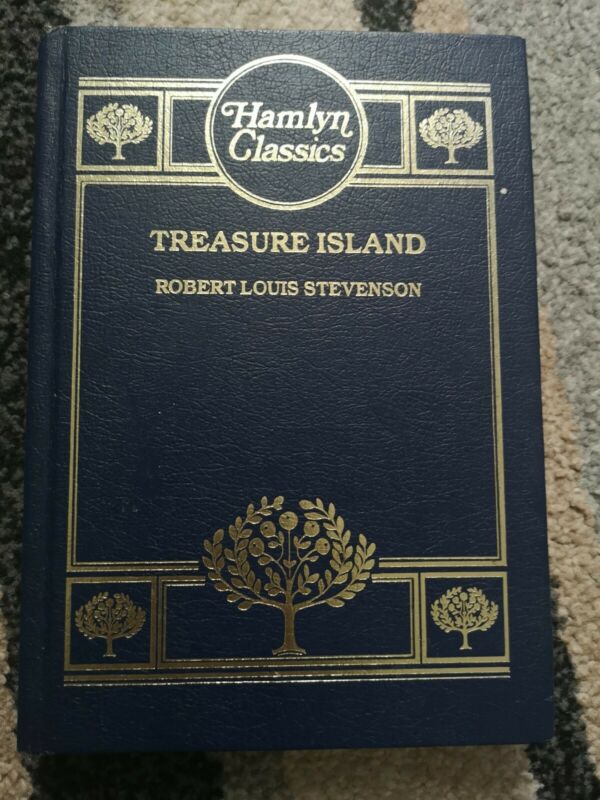 Hamlyn
Classics
TREASURE ISLAND
ROBERT LOUIS STEVENSON